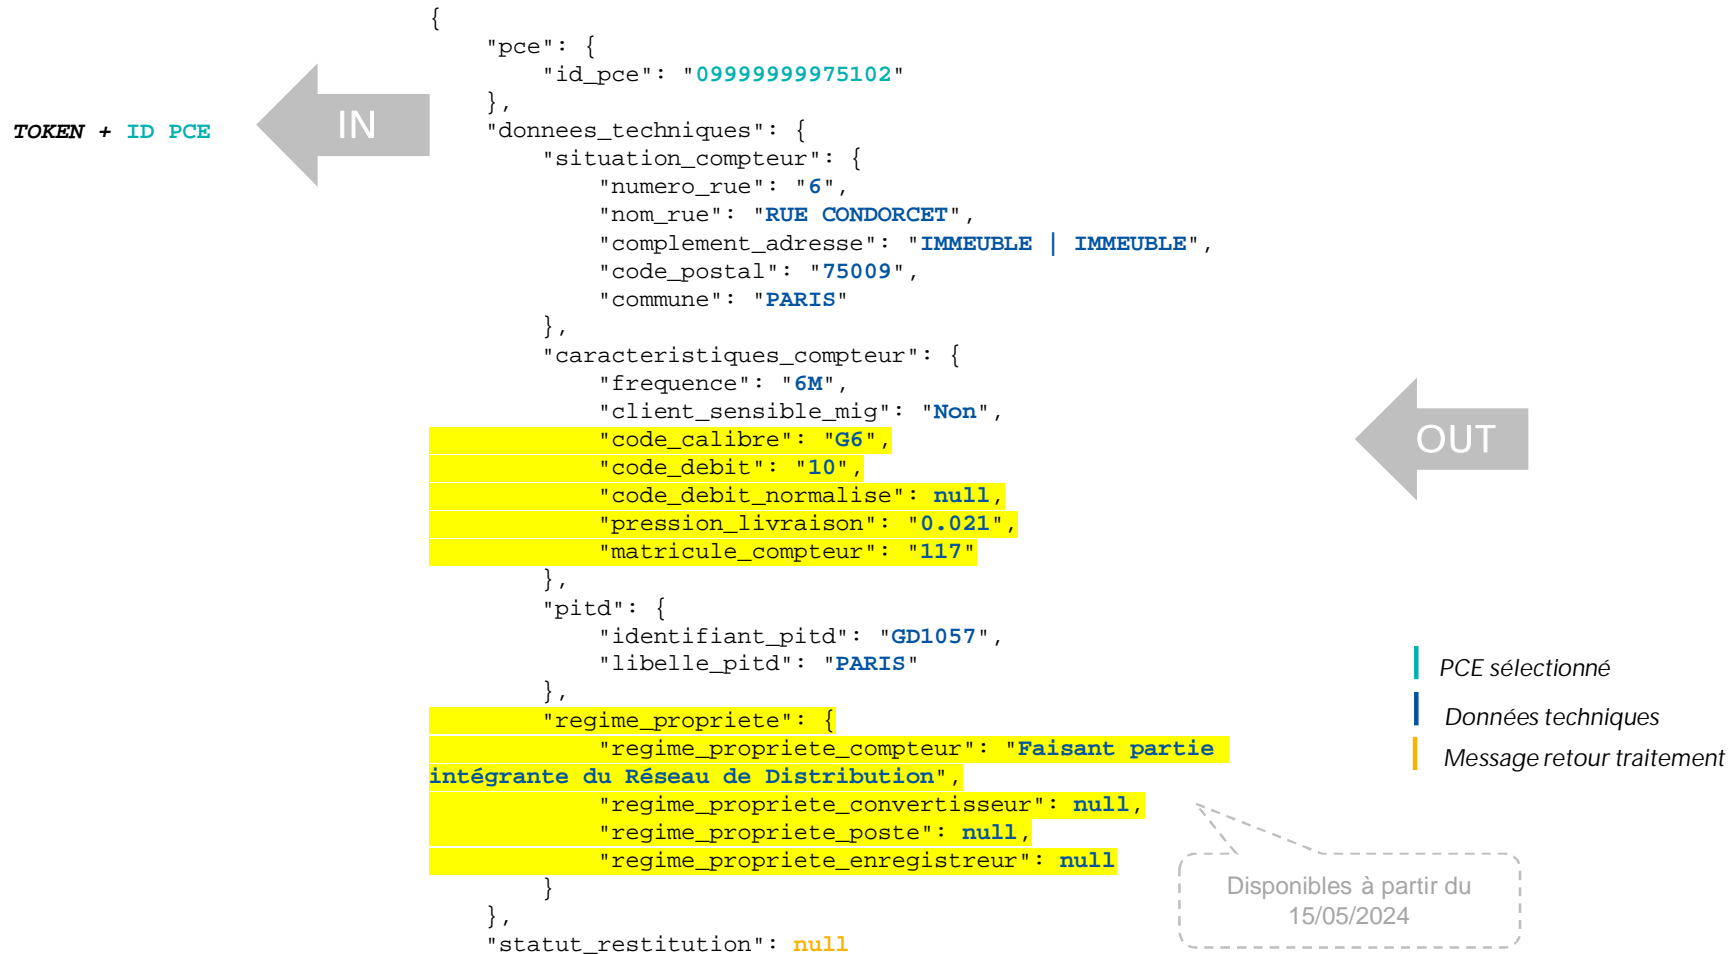 TOKEN + ID PCE
IN
{
    "pce": {
        "id_pce": "09999999975102"
    },
    "donnees_techniques": {
        "situation_compteur": {
            "numero_rue": "6",
            "nom_rue": "RUE CONDORCET",
            "complement_adresse": "IMMEUBLE | IMMEUBLE",
            "code_postal": "75009",
            "commune": "PARIS"
        },
        "caracteristiques_compteur": {
            "frequence": "6M",
            "client_sensible_mig": "Non",
            "code_calibre": "G6",
            "code_debit": "10",
            "code_debit_normalise": null,
            "pression_livraison": "0.021",
            "matricule_compteur": "117"
        },
        "pitd": {
            "identifiant_pitd": "GD1057",
            "libelle_pitd": "PARIS"
        },
        "regime_propriete": {
            "regime_propriete_compteur": "Faisant partie
intégrante du Réseau de Distribution",
            "regime_propriete_convertisseur": null,
            "regime_propriete_poste": null,
            "regime_propriete_enregistreur": null
        }
    },
    "statut_restitution": null
OUT
PCE sélectionné
Données techniques
Message retour traitement
Disponibles à partir du
15/05/2024